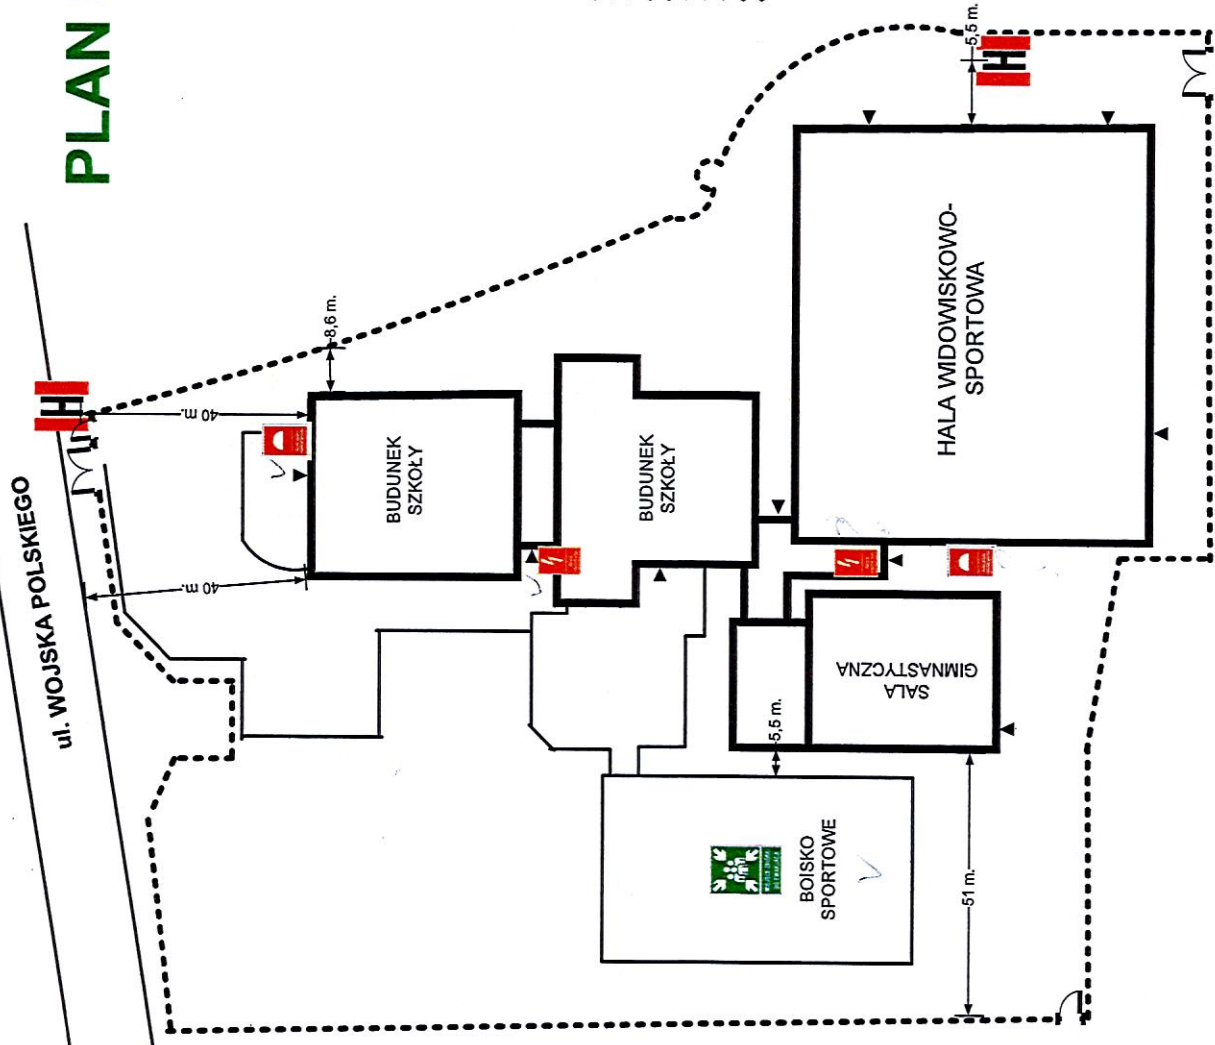 PLAN
ul. WOJSKA POLSKIEGO
H
40 m.
40 m.
8,6 m.
BUDUNEK
SZKOŁY
BUDUNEK
SZKOŁY
5,5 m.
H
HALA WIDOWISKOWO-
SPORTOWA
SALA
GIMNASTYCZNA
5,5 m.
BOISKO
SPORTOWE
51 m.